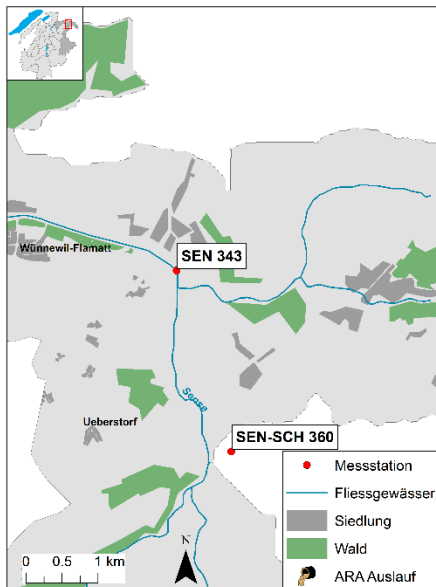 Wünnewil-Flamatt
SEN 343
Sense
Ueberstorf
SEN-SCH 360
N
0 0.5 1 km
Messstation
Fliessgewässer
Siedlung
Wald
ARA Auslauf